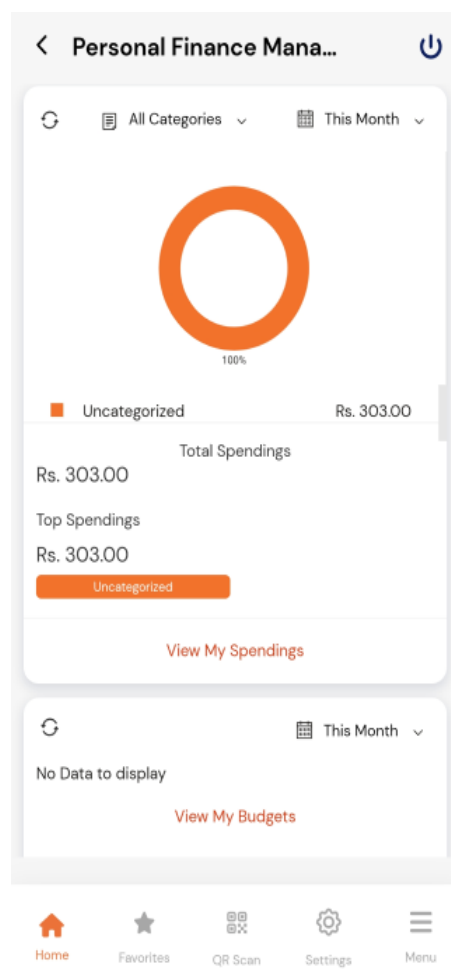 Personal Finance Mana...
All Categories
This Month
100%
Uncategorized Rs. 303.00
Total Spendings
Rs. 303.00
Top Spendings
Rs. 303.00
Uncategorized
View My Spendings
This Month
No Data to display
View My Budgets
Home Favorites QR Scan Settings Menu